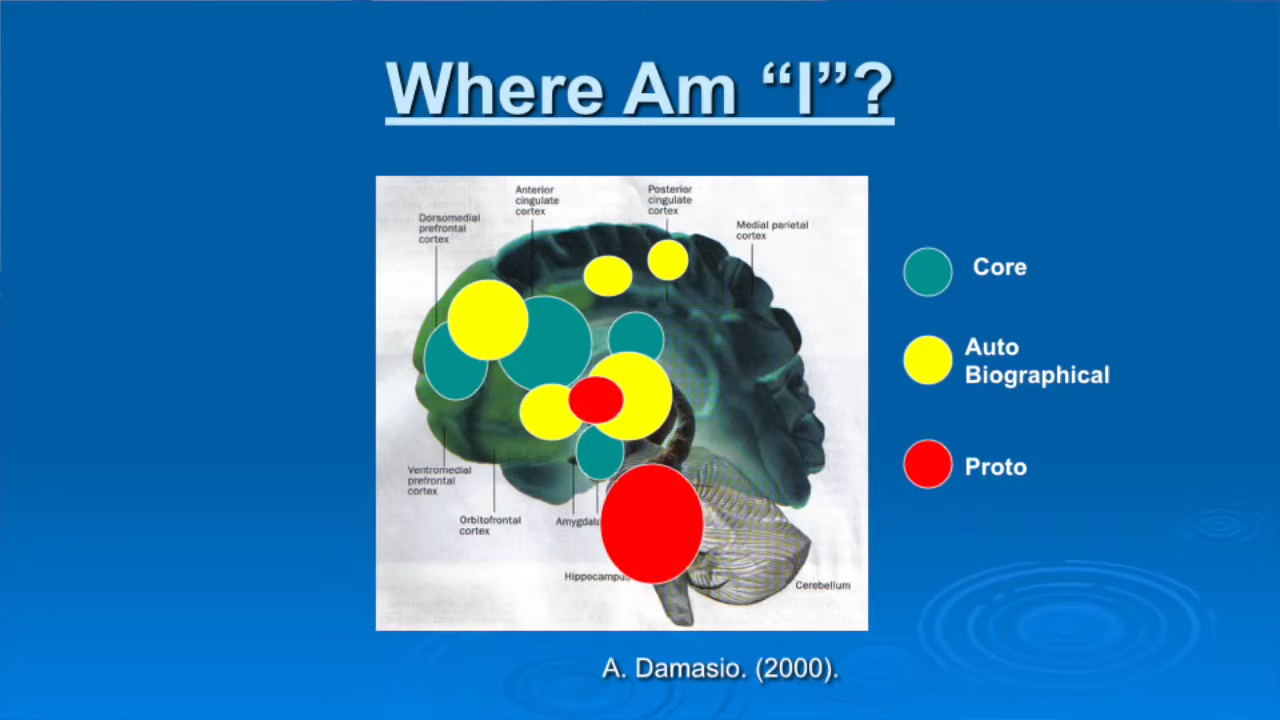 Where Am “I”?
Anterior
cingulate
cortex
Posterior
cingulate
cortex
Dorsomedial
prefrontal
cortex
Medial parietal
cortex
Core
Auto
Biographical
Proto
Ventromedial
prefrontal
cortex
Orbitofrontal
cortex
Amygdala
Hippocampus
Cerebellum
A. Damasio. (2000).